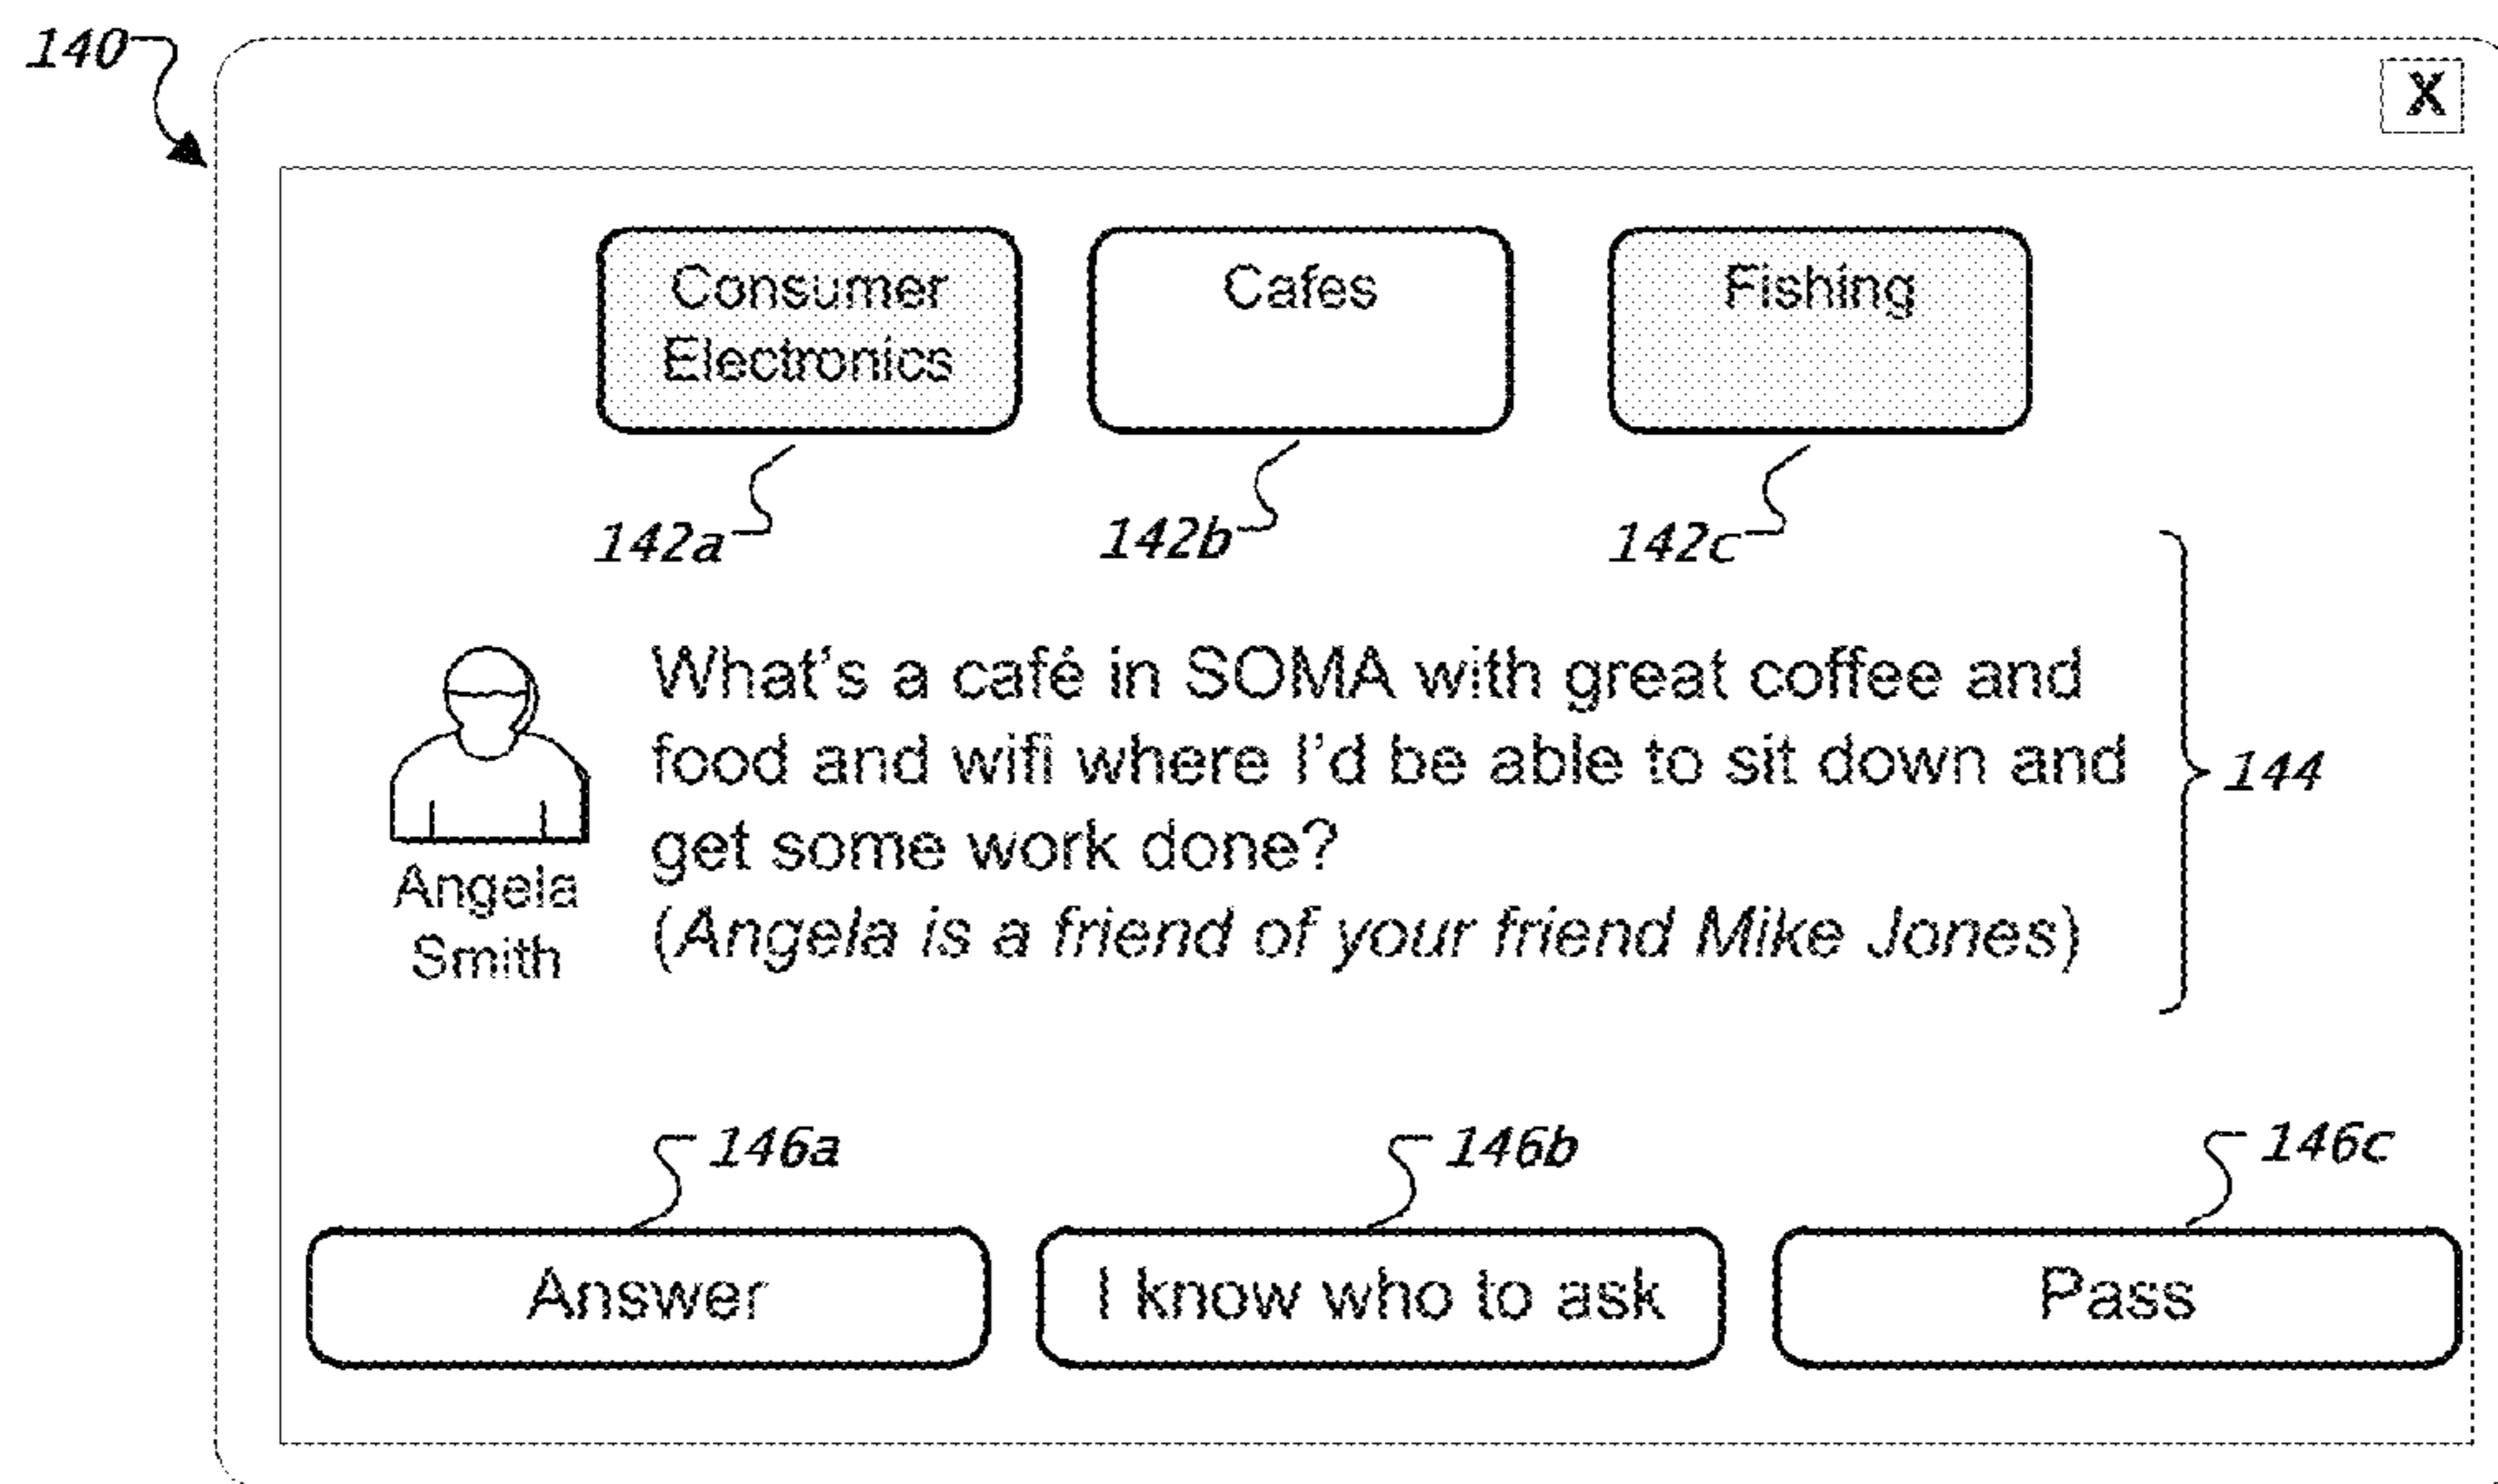 140
X
Consumer
Electronics
Cafes
Fishing
142a
142b
142c
What's a café in SOMA with great coffee and
food and wifi where I'd be able to sit down and
get some work done?
(Angela is a friend of your friend Mike Jones)
Angela
Smith
144
146a
146b
146c
Answer
I know who to ask
Pass